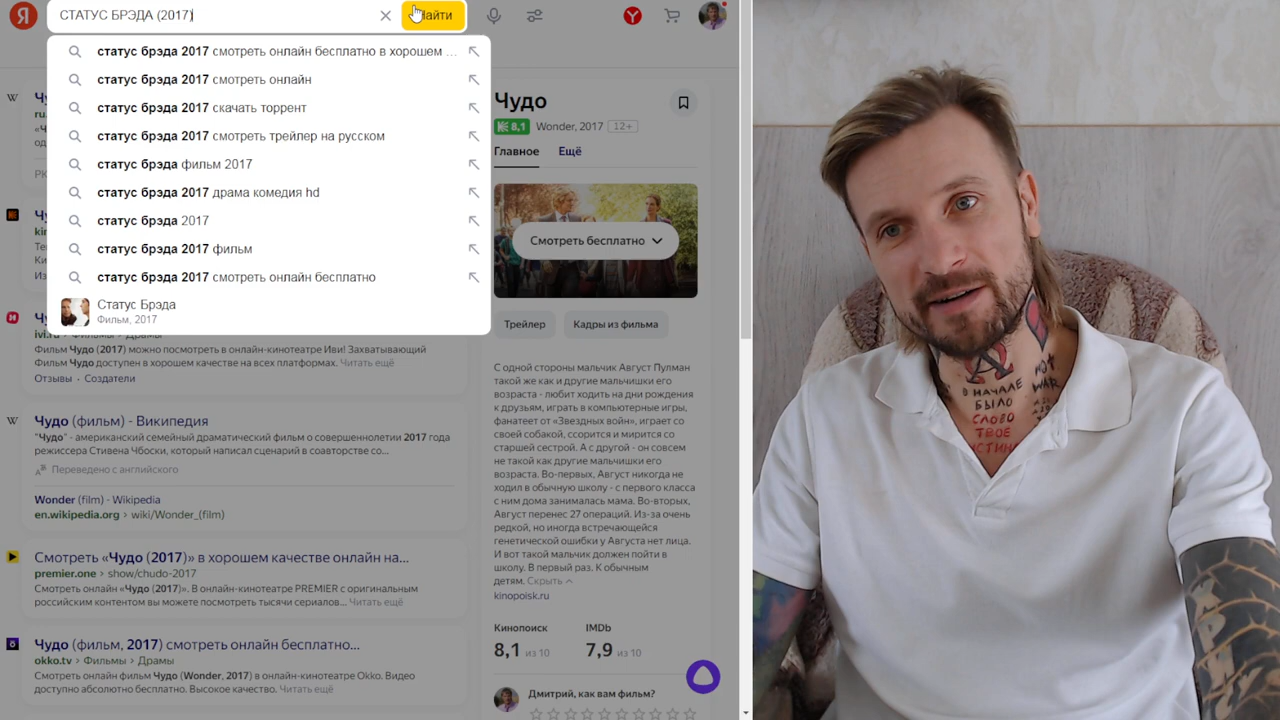 Я
СТАТУС БРЭДА (2017)
Найти
статус брэда 2017 смотреть онлайн бесплатно в хорошем ...
статус брэда 2017 смотреть онлайн
статус брэда 2017 скачать торрент
статус брэда 2017 смотреть трейлер на русском
статус брэда фильм 2017
статус брэда 2017 драма комедия hd
статус брэда 2017
статус брэда 2017 фильм
статус брэда 2017 смотреть онлайн бесплатно
Статус Брэда
Фильм, 2017
Фильм Чудо (2017) можно посмотреть в онлайн-кинотеатре Иви! Захватывающий
Фильм Чудо доступен в хорошем качестве на всех платформах. Читать ещё
Отзывы · Создатели
Чудо (фильм) - Википедия
"Чудо" - американский семейный драматический фильм о совершеннолетии 2017 года
режиссера Стивена Чбоски, который написал сценарий в соавторстве со...
Переведено с английского
Wonder (film) - Wikipedia
en.wikipedia.org › wiki/Wonder_(film)
Смотреть «Чудо (2017)» в хорошем качестве онлайн на...
premier.one › show/chudo-2017
Смотреть онлайн «Чудо (2017)». В онлайн-кинотеатре PREMIER с оригинальным
российским контентом вы можете посмотреть тысячи сериалов... Читать ещё
Чудо (фильм, 2017) смотреть онлайн бесплатно...
okko.tv › Фильмы › Драмы
Смотреть онлайн фильм Чудо (Wonder, 2017) в онлайн-кинотеатре Okko. Видео
доступно абсолютно бесплатно. Высокое качество. Читать ещё
Чудо
8,1 Wonder, 2017 12+
Главное Ещё
Смотреть бесплатно
Трейлер Кадры из фильма
С одной стороны мальчик Август Пулман
такой же как и другие мальчишки его
возраста - любит ходить на дни рождения
к друзьям, играть в компьютерные игры,
фанатеет от «Звездных войн», играет со
своей собакой, ссорится и мирится со
старшей сестрой. А с другой - он совсем
не такой как другие мальчишки его
возраста. Во-первых, Август никогда не
ходил в обычную школу - с первого класса
с ним дома занималась мама. Во-вторых,
Август перенес 27 операций. Из-за очень
редкой, но иногда встречающейся
генетической ошибки у Августа нет лица.
И вот такой мальчик должен пойти в
школу. В первый раз. К обычным
детям. Скрыть
kinopoisk.ru
Кинопоиск IMDb
8,1 из 10 7,9 из 10
Дмитрий, как вам фильм?
В НАЧАЛЕ
БЫЛО
СЛОВО
ТВОЕ
NOT
WAR